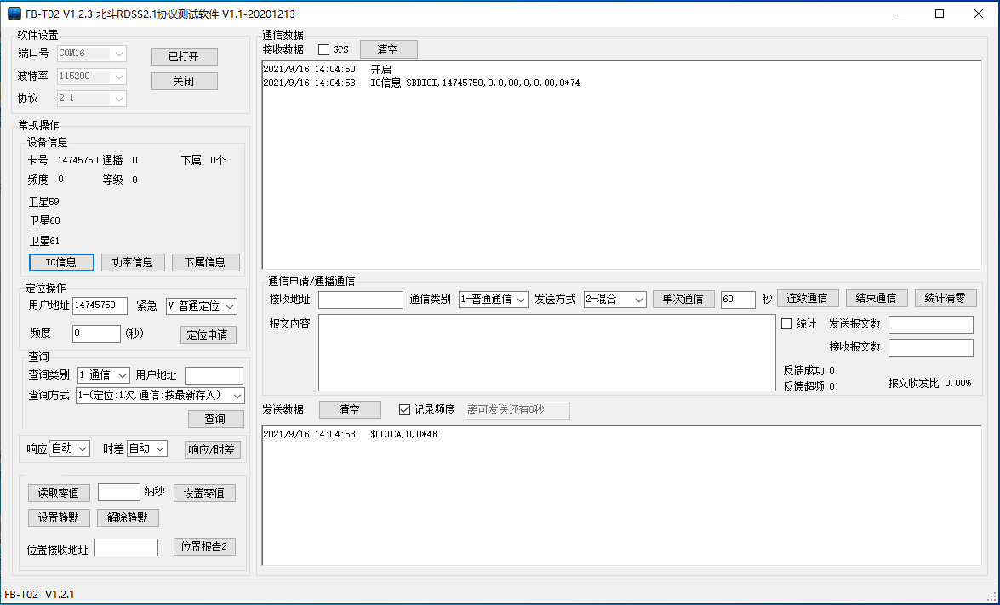 FB-T02 V1.2.3 北斗RDSS2.1协议测试软件 V1.1-20201213
软件设置
端口号 COM16 已打开
波特率 115200 关闭
协议 2.1
常规操作
设备信息
卡号 14745750 通播 0 下属 0个
频度 0 等级 0
卫星59
卫星60
卫星61
IC信息 功率信息 下属信息
定位操作
用户地址 14745750 紧急 V-普通定位
频度 0 (秒) 定位申请
查询
查询类别 1-通信 用户地址
查询方式 1-(定位:1次,通信:按最新存入)
查询
响应 自动 时差 自动 响应/时差
读取零值 纳秒 设置零值
设置静默 解除静默
位置接收地址 位置报告2
通信数据
接收数据 GPS 清空
2021/9/16 14:04:50 开启
2021/9/16 14:04:53 IC信息 $BDICI,14745750,0,0,00,0,0,00,0*74
通信申请/通播通信
接收地址 通信类别 1-普通通信 发送方式 2-混合 单次通信 60 秒 连续通信 结束通信 统计清零
报文内容 统计 发送报文数
接收报文数
反馈成功 0
反馈超频 0 报文收发比 0.00%
发送数据 清空 记录频度 离可发送还有0秒
2021/9/16 14:04:53 $CCICA,0,0*4B
FB-T02 V1.2.1